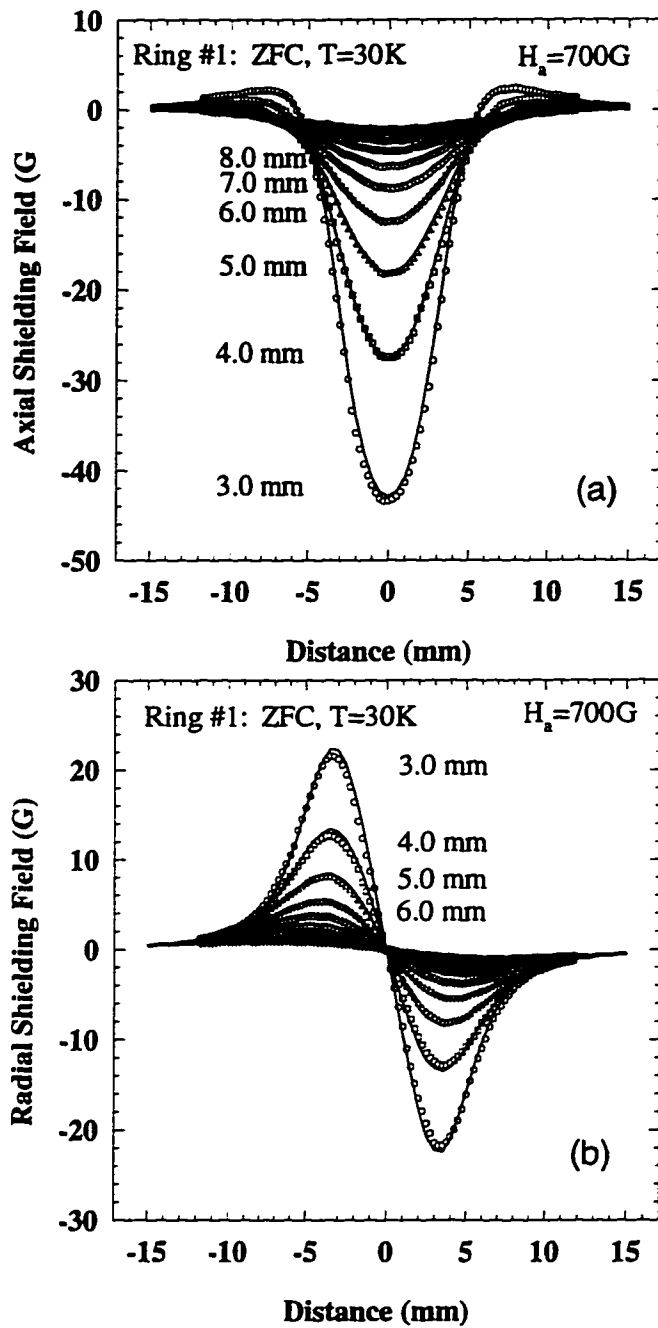 10
Ring #1: ZFC, T=30K H_a=700G
0
8.0 mm
7.0 mm
-10
6.0 mm
5.0 mm
-20
4.0 mm
-30
-40
3.0 mm
(a)
-50
Axial Shielding Field (G
-15 -10 -5 0 5 10 15
Distance (mm)
30
Ring #1: ZFC, T=30K H_a=700G
3.0 mm
20
4.0 mm
10
5.0 mm
6.0 mm
0
-10
-20
(b)
-30
Radial Shielding Field (G)
-15 -10 -5 0 5 10 15
Distance (mm)